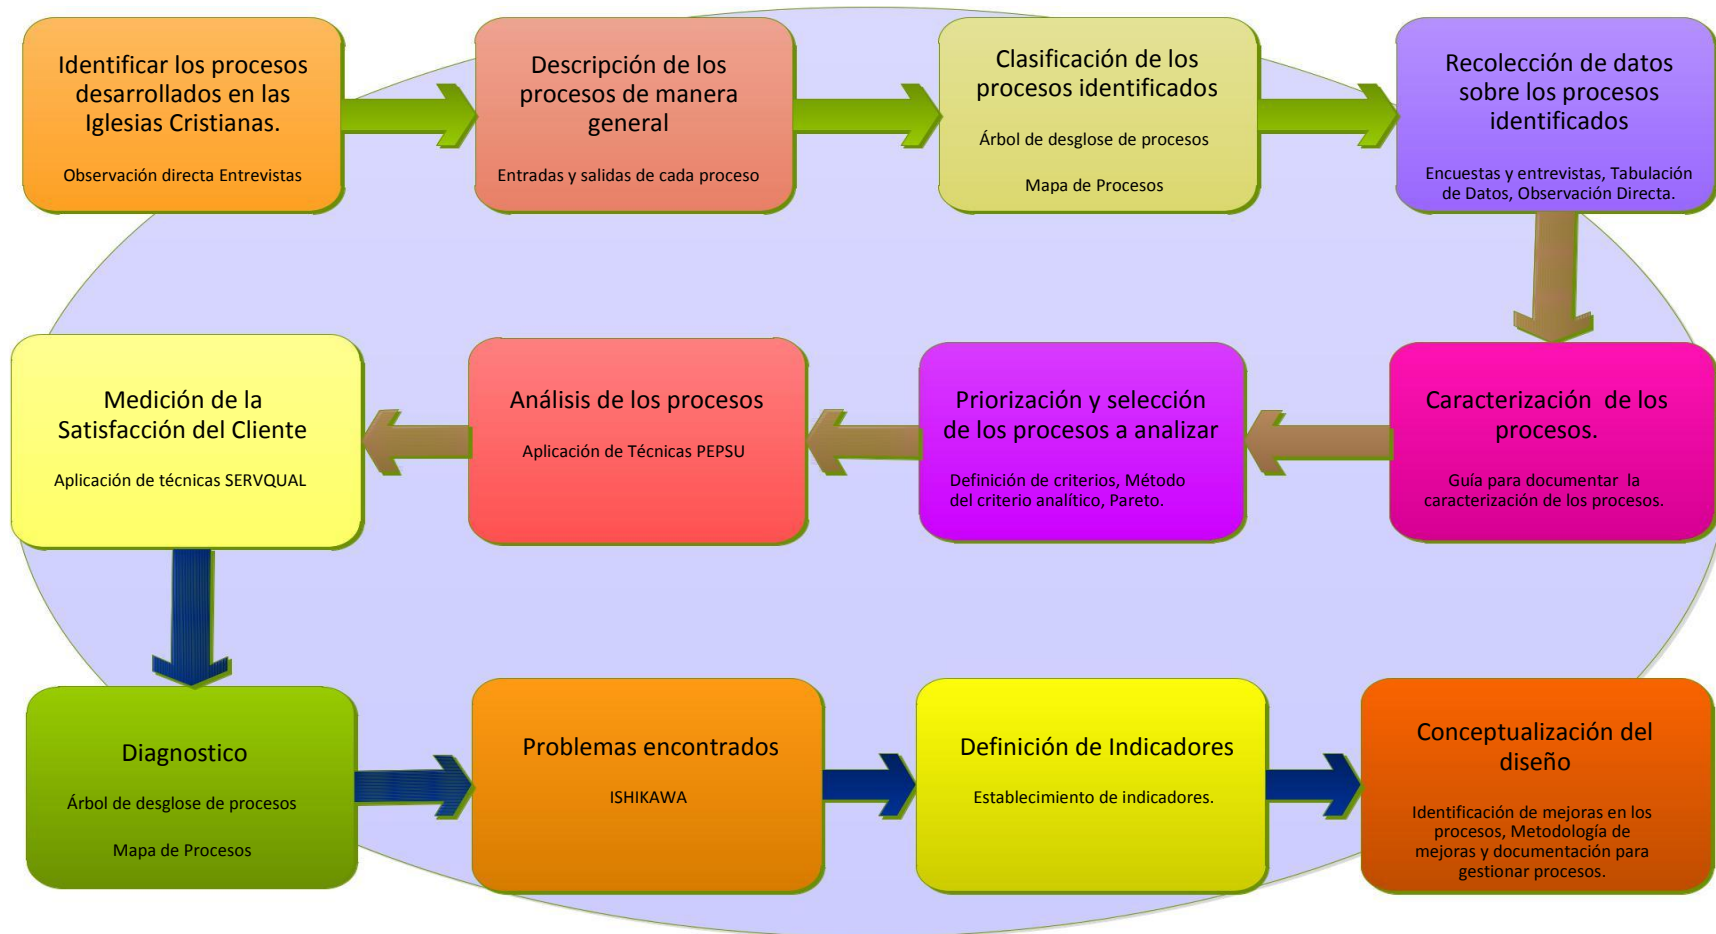 Identificar los procesos
desarrollados en las
Iglesias Cristianas.
Observación directa Entrevistas
Descripción de los
procesos de manera
general
Entradas y salidas de cada proceso
Clasificación de los
procesos identificados
Árbol de desglose de procesos
Mapa de Procesos
Recolección de datos
sobre los procesos
identificados
Encuestas y entrevistas, Tabulación
de Datos, Observación Directa.
Caracterización de los
procesos.
Guía para documentar la
caracterización de los procesos.
Priorización y selección
de los procesos a analizar
Definición de criterios, Método
del criterio analítico, Pareto.
Análisis de los procesos
Aplicación de Técnicas PEPSU
Medición de la
Satisfacción del Cliente
Aplicación de técnicas SERVQUAL
Diagnostico
Árbol de desglose de procesos
Mapa de Procesos
Problemas encontrados
ISHIKAWA
Definición de Indicadores
Establecimiento de indicadores.
Conceptualización del
diseño
Identificación de mejoras en los
procesos, Metodología de
mejoras y documentación para
gestionar procesos.